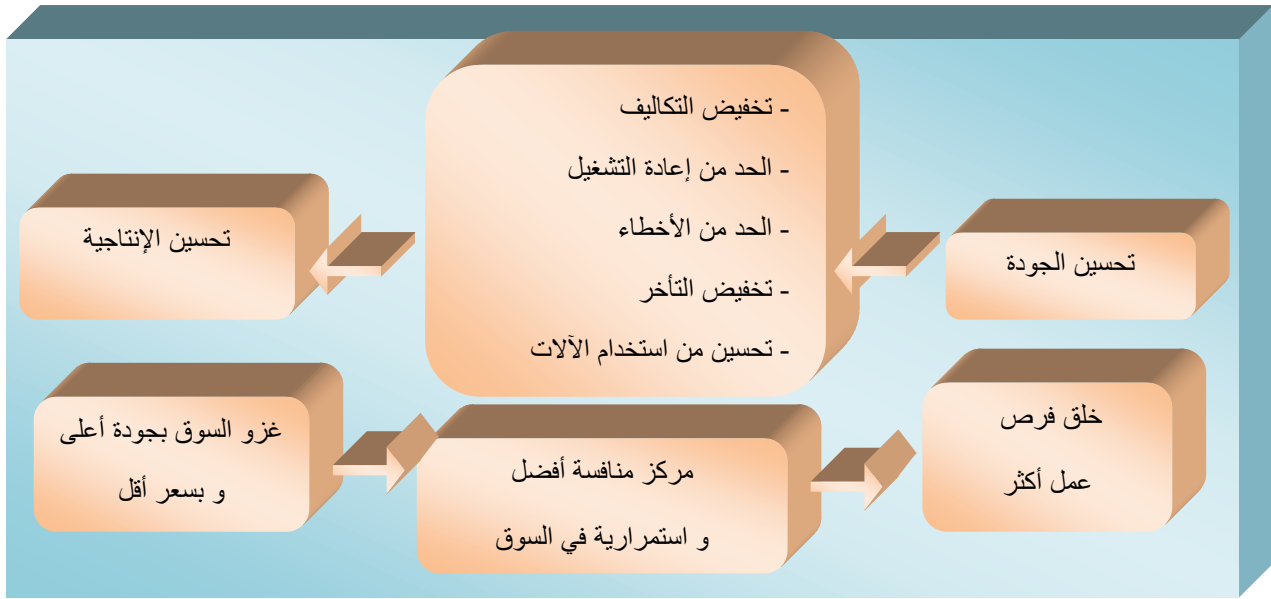 تحسين الجودة
- تخفيض التكاليف
- الحد من إعادة التشغيل
- الحد من الأخطاء
- تخفيض التأخر
- تحسين من استخدام الآلات
تحسين الإنتاجية
غزو السوق بجودة أعلى
و بسعر أقل
مركز منافسة أفضل
و استمرارية في السوق
خلق فرص
عمل أكثر